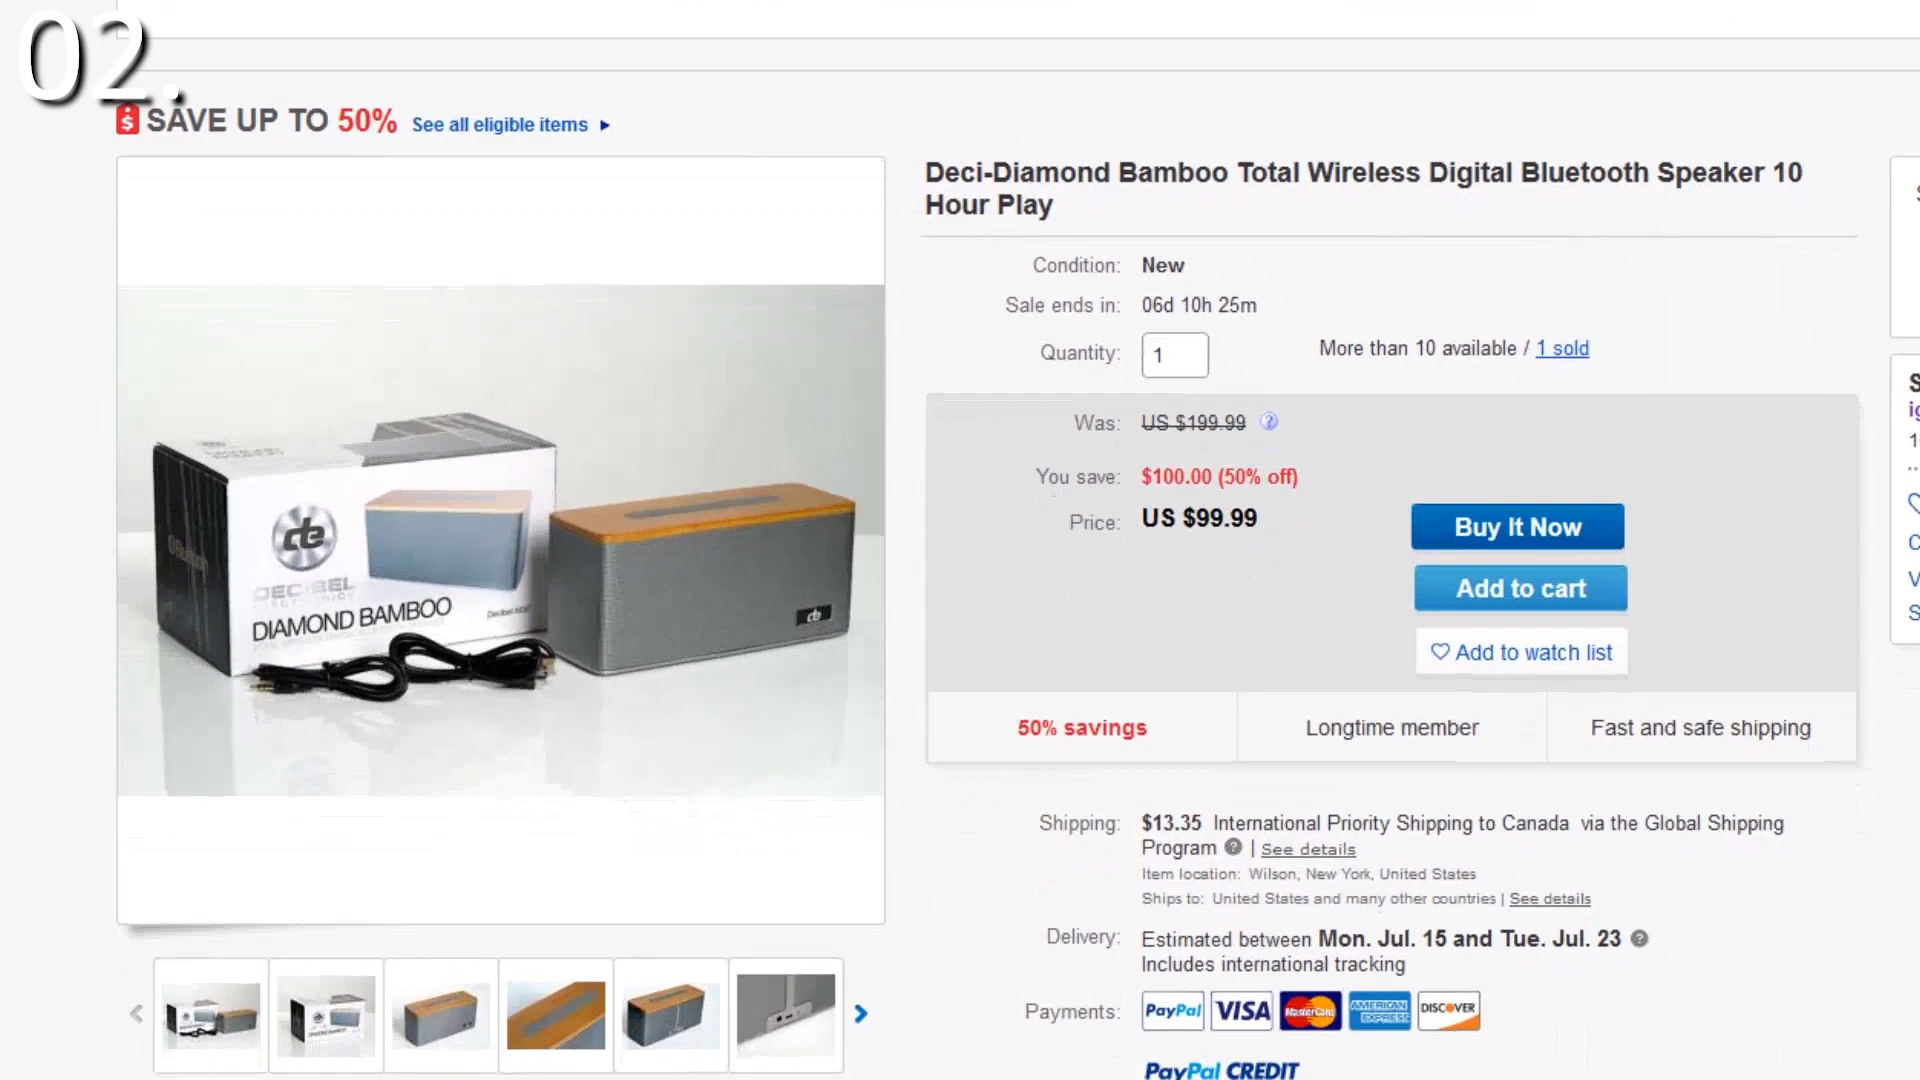 02.
SAVE UP TO 50% See all eligible items
Deci-Diamond Bamboo Total Wireless Digital Bluetooth Speaker 10
Hour Play
Condition: New
Sale ends in: 06d 10h 25m
Quantity: 1
More than 10 available / 1 sold
Was: US $199.99
You save: $100.00 (50% off)
Price: US $99.99
Buy It Now
Add to cart
Add to watch list
50% savings
Longtime member
Fast and safe shipping
Shipping: $13.35 International Priority Shipping to Canada via the Global Shipping
Program | See details
Item location: Wilson, New York, United States
Ships to: United States and many other countries | See details
Delivery: Estimated between Mon. Jul. 15 and Tue. Jul. 23
Includes international tracking
Payments: PayPal VISA MasterCard AMERICAN EXPRESS DISCOVER
PayPal CREDIT
DECIBEL
DIAMOND BAMBOO